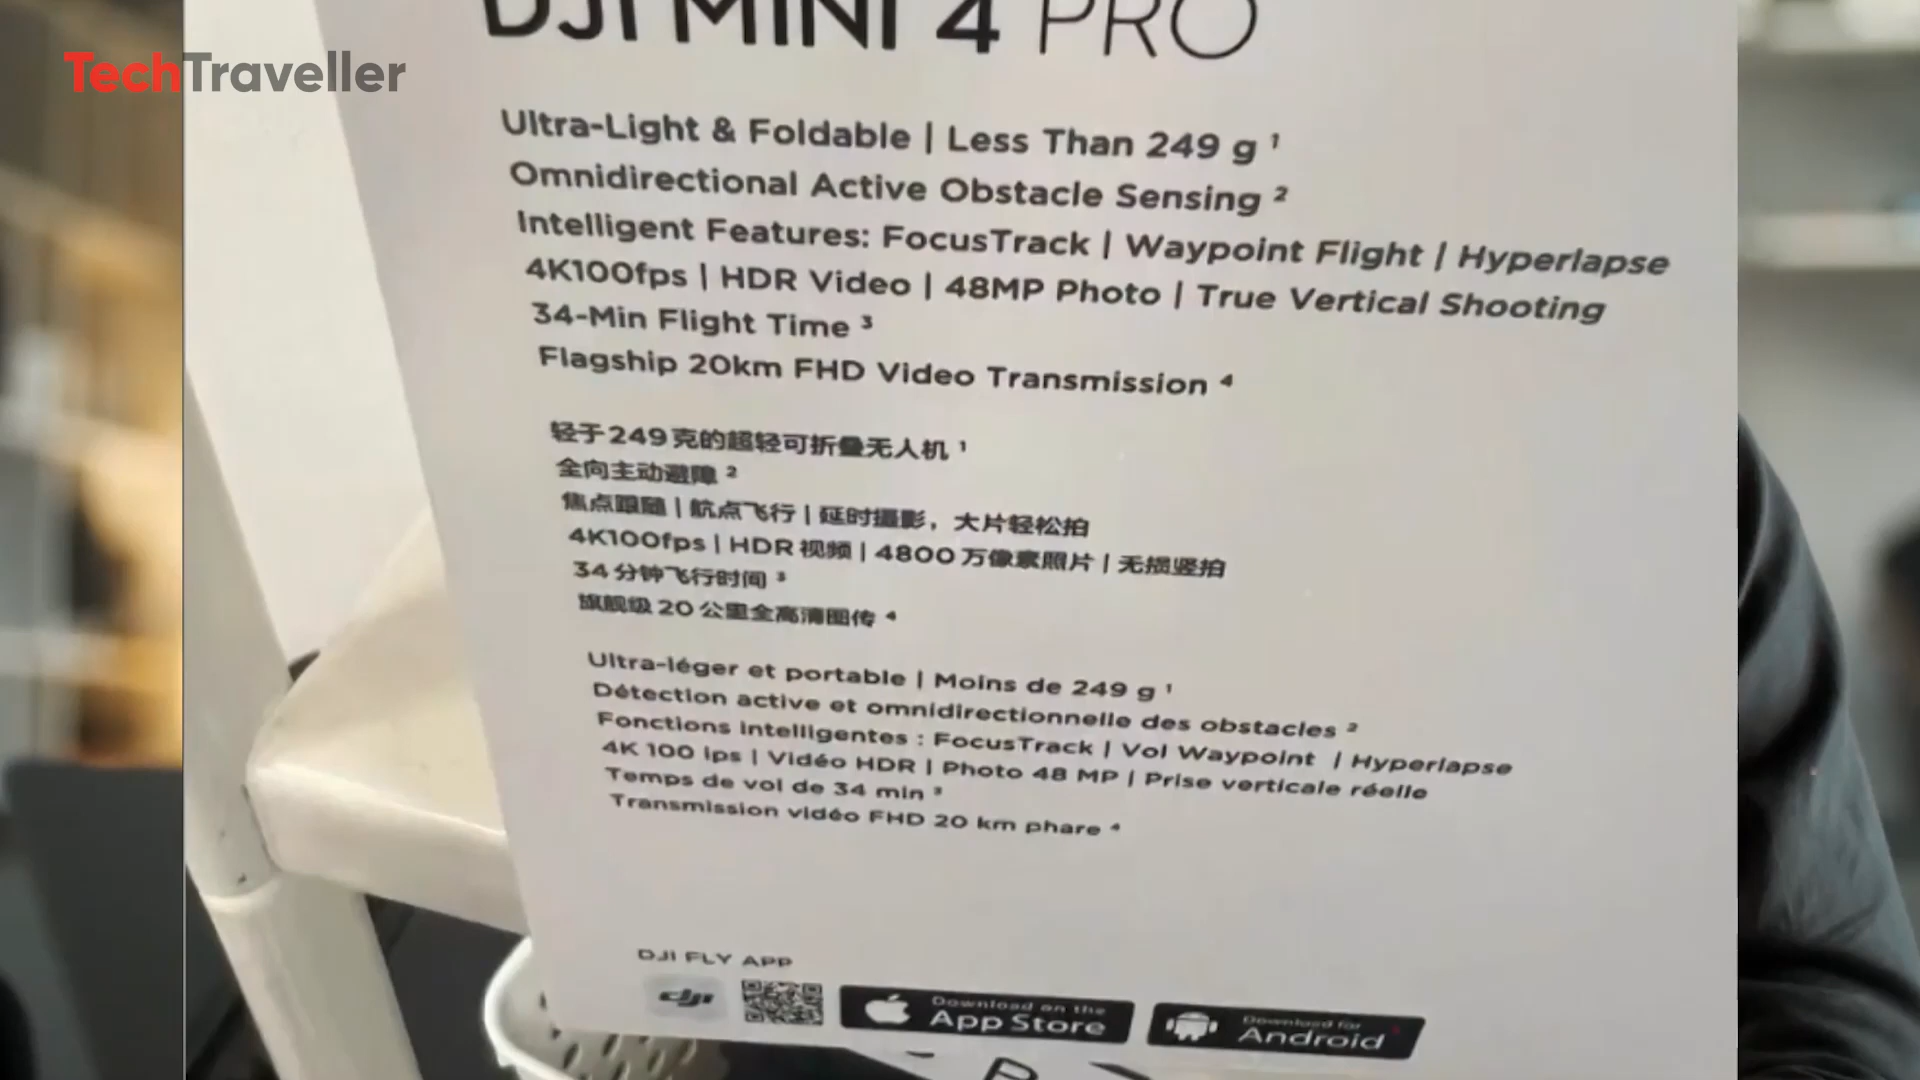 TechTraveller
DJI MINI 4 PRO
Ultra-Light & Foldable | Less Than 249 g ¹
Omnidirectional Active Obstacle Sensing ²
Intelligent Features: FocusTrack | Waypoint Flight | Hyperlapse
4K100fps | HDR Video | 48MP Photo | True Vertical Shooting
34-Min Flight Time ³
Flagship 20km FHD Video Transmission ⁴
轻于249克的超轻可折叠无人机 ¹
全向主动避障 ²
焦点跟随 | 航点飞行 | 延时摄影，大片轻松拍
4K100fps | HDR 视频 | 4800 万像素照片 | 无损竖拍
34 分钟飞行时间 ³
旗舰级 20 公里全高清图传 ⁴
Ultra-léger et portable | Moins de 249 g ¹
Détection active et omnidirectionnelle des obstacles ²
Fonctions intelligentes : FocusTrack | Vol Waypoint | Hyperlapse
4K 100 ips | Vidéo HDR | Photo 48 MP | Prise verticale réelle
Temps de vol de 34 min ³
Transmission vidéo FHD 20 km phare ⁴
DJI FLY APP
dji
Download on the
App Store
Download for
Android